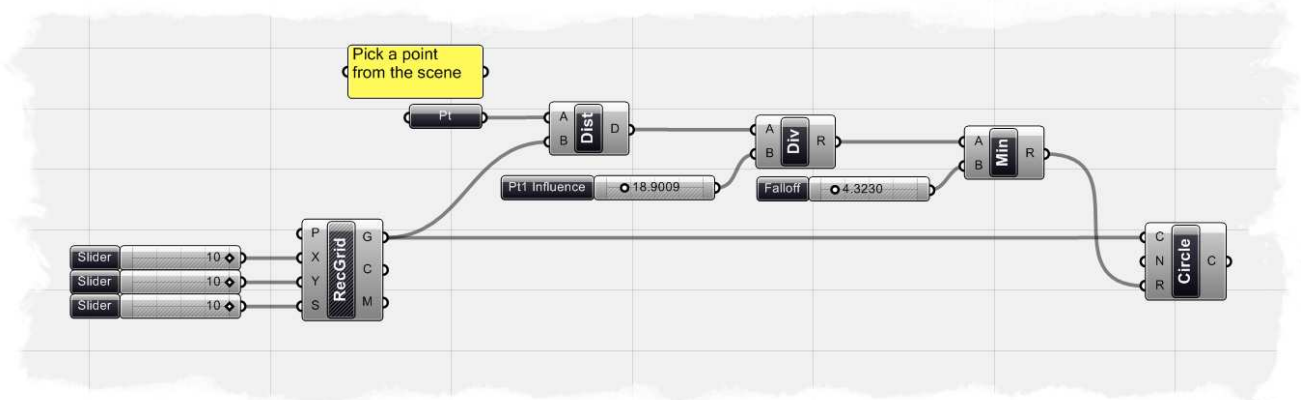 Pick a point
from the scene
Pt
A
B
Dist
D
A
B
Div
R
A
B
Min
R
Pt1 Influence 18.9009
Falloff 4.3230
Slider 10
Slider 10
Slider 10
P
X
Y
S
RecGrid
G
C
M
C
N
R
Circle
C